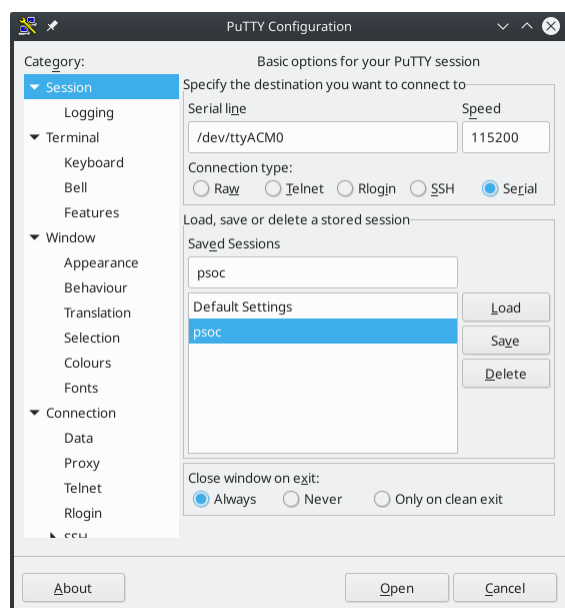 PuTTY Configuration
Category:
Session
Logging
Terminal
Keyboard
Bell
Features
Window
Appearance
Behaviour
Translation
Selection
Colours
Fonts
Connection
Data
Proxy
Telnet
Rlogin
SSH
Basic options for your PuTTY session
Specify the destination you want to connect to
Serial line Speed
/dev/ttyACM0 115200
Connection type:
Raw Telnet Rlogin SSH Serial
Load, save or delete a stored session
Saved Sessions
psoc
Default Settings
psoc
Load
Save
Delete
Close window on exit:
Always Never Only on clean exit
About Open Cancel